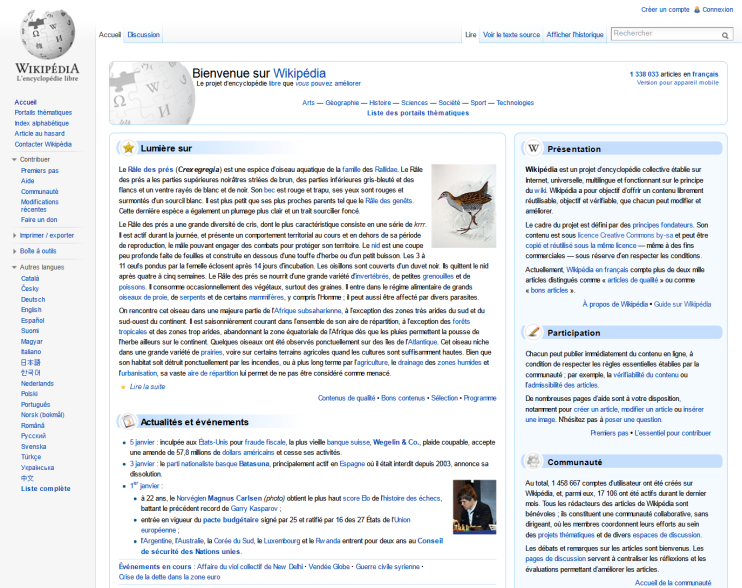 Créer un compte Connexion
Accueil Discussion Lire Voir le texte source Afficher l'historique Rechercher
WIKIPÉDIA
L'encyclopédie libre
Accueil
Portails thématiques
Index alphabétique
Article au hasard
Contacter Wikipédia
Contribuer
Premiers pas
Aide
Communauté
Modifications
récentes
Faire un don
Imprimer / exporter
Boîte à outils
Autres langues
Català
Česky
Deutsch
English
Español
Suomi
Magyar
Italiano
日本語
한국어
Nederlands
Polski
Português
Norsk (bokmål)
Română
Русский
Svenska
Türkçe
Українська
中文
Liste complète
Bienvenue sur Wikipédia
Le projet d'encyclopédie libre que vous pouvez améliorer
1 338 033 articles en français
Version pour appareil mobile
Arts — Géographie — Histoire — Sciences — Société — Sport — Technologies
Liste des portails thématiques
Lumière sur
Le Râle des prés (Crex egregia) est une espèce d'oiseau aquatique de la famille des Rallidae. Le Râle
des prés a les parties supérieures noirâtres striées de brun, des parties inférieures gris-bleuté et des
flancs et un ventre rayés de blanc et de noir. Son bec est rouge et trapu, ses yeux sont rouges et
surmontés d'un sourcil blanc. Il est plus petit que ses plus proches parents tel que le Râle des genêts.
Cette dernière espèce a également un plumage plus clair et un trait sourcilier foncé.
Le Râle des prés a une grande diversité de cris, dont le plus caractéristique consiste en une série de krrr.
Il est actif durant la journée, et présente un comportement territorial au cours et en dehors de sa période
de reproduction, le mâle pouvant engager des combats pour protéger son territoire. Le nid est une coupe
peu profonde faite de feuilles et construite en dessous d'une touffe d'herbe ou d'un petit buisson. Les 3 à
11 œufs pondus par la femelle éclosent après 14 jours d'incubation. Les oisillons sont couverts d'un duvet noir. Ils quittent le nid
après quatre à cinq semaines. Le Râle des prés se nourrit d'une grande variété d'invertébrés, de petites grenouilles et de
poissons. Il consomme occasionnellement des végétaux, surtout des graines. Il entre dans le régime alimentaire de grands
oiseaux de proie, de serpents et de certains mammifères, y compris l'Homme ; il peut aussi être affecté par divers parasites.
On rencontre cet oiseau dans une majeure partie de l'Afrique subsaharienne, à l'exception des zones très arides du sud et du
sud-ouest du continent. Il est saisonnièrement courant dans l'ensemble de son aire de répartition, à l'exception des forêts
tropicales et des zones trop arides, abandonnant la zone équatoriale de l'Afrique dès que les pluies permettent la pousse de
l'herbe ailleurs sur le continent. Quelques oiseaux ont été observés ponctuellement sur des îles de l'Atlantique. Cet oiseau niche
dans une grande variété de prairies, voire sur certains terrains agricoles quand les cultures sont suffisamment hautes. Bien que
son habitat soit détruit ponctuellement par les incendies, ou à plus long terme par l'agriculture, le drainage des zones humides et
l'urbanisation, sa vaste aire de répartition lui permet de ne pas être considéré comme menacé.
Lire la suite
Contenus de qualité • Bons contenus • Sélection • Programme
Actualités et événements
5 janvier : inculpée aux États-Unis pour fraude fiscale, la plus vieille banque suisse, Wegelin & Co., plaide coupable, accepte
une amende de 57,8 millions de dollars américains et cesse ses activités.
3 janvier : le parti nationaliste basque Batasuna, principalement actif en Espagne où il était interdit depuis 2003, annonce sa
dissolution.
1er janvier :
à 22 ans, le Norvégien Magnus Carlsen (photo) obtient le plus haut score Elo de l'histoire des échecs,
battant le précédent record de Garry Kasparov ;
entrée en vigueur du pacte budgétaire signé par 25 et ratifié par 16 des 27 États de l'Union
européenne ;
l'Argentine, l'Australie, la Corée du Sud, le Luxembourg et le Rwanda entrent pour deux ans au Conseil
de sécurité des Nations unies.
Événements en cours : Affaire du viol collectif de New Delhi · Vendée Globe · Guerre civile syrienne ·
Crise de la dette dans la zone euro
Présentation
Wikipédia est un projet d'encyclopédie collective établie sur
Internet, universelle, multilingue et fonctionnant sur le principe
du wiki. Wikipédia a pour objectif d'offrir un contenu librement
réutilisable, objectif et vérifiable, que chacun peut modifier et
améliorer.
Le cadre du projet est défini par des principes fondateurs. Son
contenu est sous licence Creative Commons by-sa et peut être
copié et réutilisé sous la même licence — même à des fins
commerciales — sous réserve d'en respecter les conditions.
Actuellement, Wikipédia en français compte plus de deux mille
articles distingués comme « articles de qualité » ou comme
« bons articles ».
À propos de Wikipédia • Guide sur Wikipédia
Participation
Chacun peut publier immédiatement du contenu en ligne, à
condition de respecter les règles essentielles établies par la
communauté ; par exemple, la vérifiabilité du contenu ou
l'admissibilité des articles.
De nombreuses pages d'aide sont à votre disposition,
notamment pour créer un article, modifier un article ou insérer
une image. N'hésitez pas à poser une question.
Premiers pas • L'essentiel pour contribuer
Communauté
Au total, 1 458 667 comptes d'utilisateur ont été créés sur
Wikipédia, et, parmi eux, 17 106 ont été actifs durant le dernier
mois. Tous les rédacteurs des articles de Wikipédia sont
bénévoles ; ils constituent une communauté collaborative, sans
dirigeant, où les membres coordonnent leurs efforts au sein
des projets thématiques et de divers espaces de discussion.
Les débats et remarques sur les articles sont bienvenus. Les
pages de discussion servent à centraliser les réflexions et les
évaluations permettant d'améliorer les articles.
Accueil de la communauté